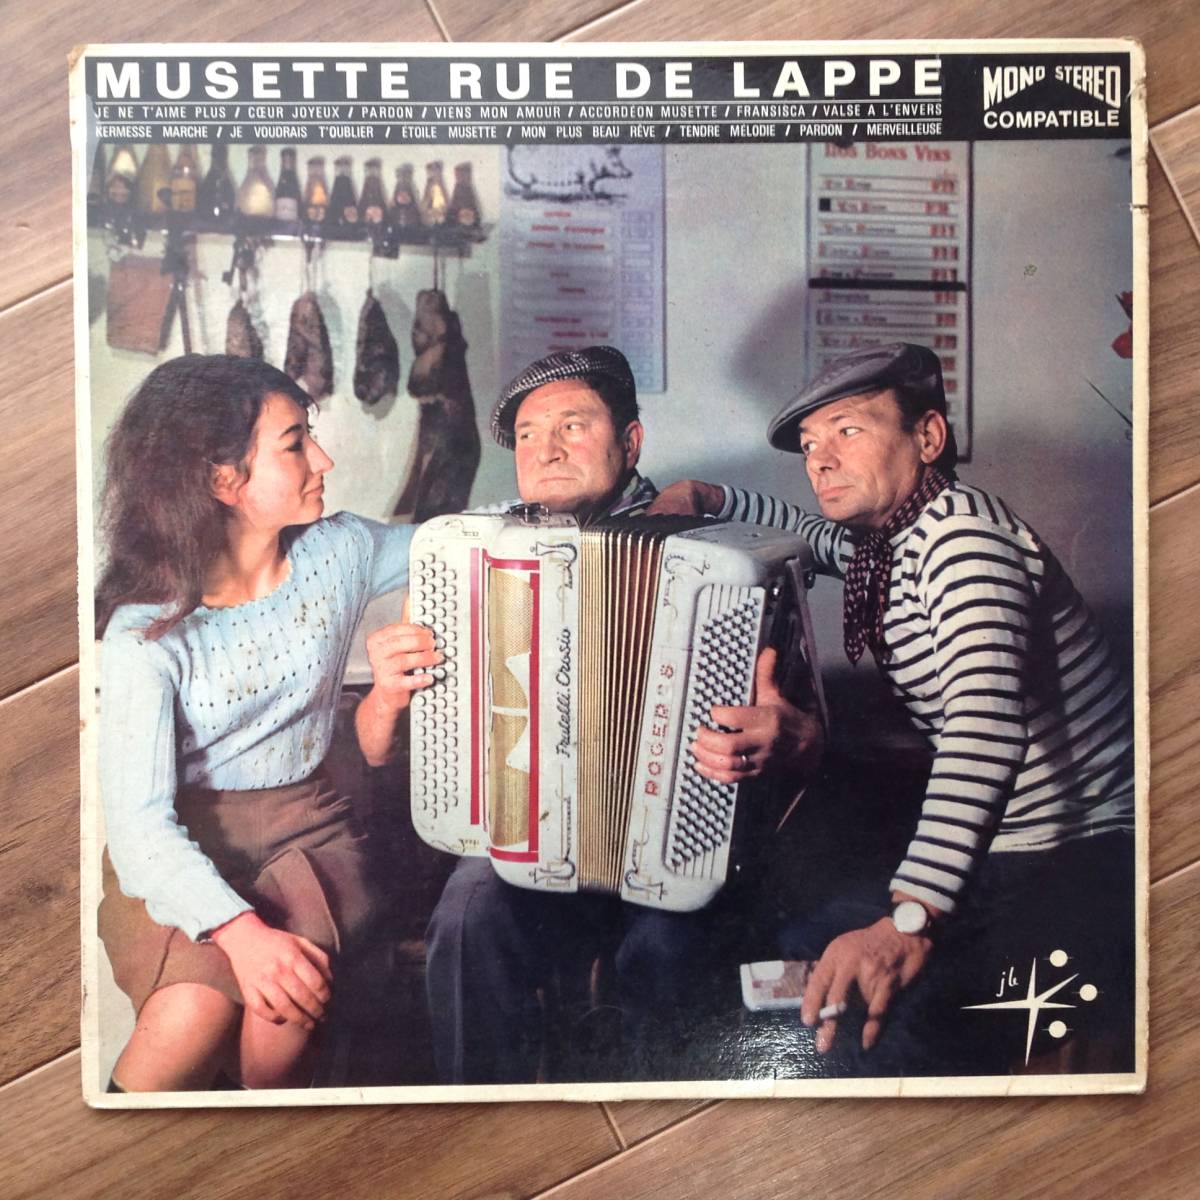 MUSETTE RUE DE LAPPE
JE NE T'AIME PLUS / CŒUR JOYEUX / PARDON / VIENS MON AMOUR / ACCORDÉON MUSETTE / FRANSISCA / VALSE A L'ENVERS
KERMESSE MARCHE / JE VOUDRAIS T'OUBLIER / ÉTOILE MUSETTE / MON PLUS BEAU RÊVE / TENDRE MÉLODIE / PARDON / MERVEILLEUSE
MONO STEREO
COMPATIBLE
Nos Bons Vins
Fratelli. Crosio
ROGER'S
jb